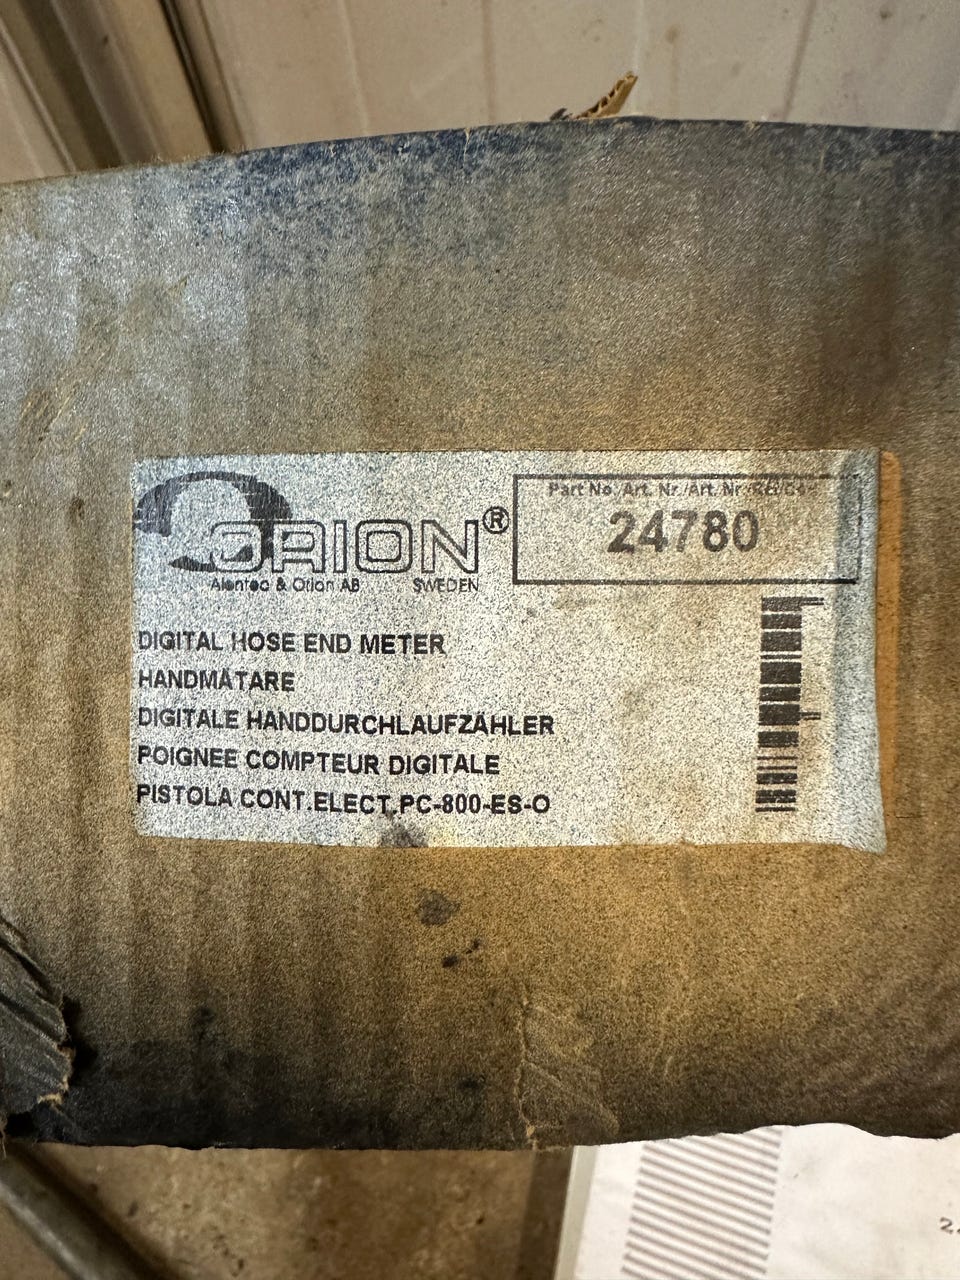 ORION®
Alentec & Orion AB SWEDEN
Part No/Art. Nr./Art. Nr
24780
DIGITAL HOSE END METER
HANDMÄTARE
DIGITALE HANDDURCHLAUFZÄHLER
POIGNEE COMPTEUR DIGITALE
PISTOLA CONT.ELECT.PC-800-ES-O